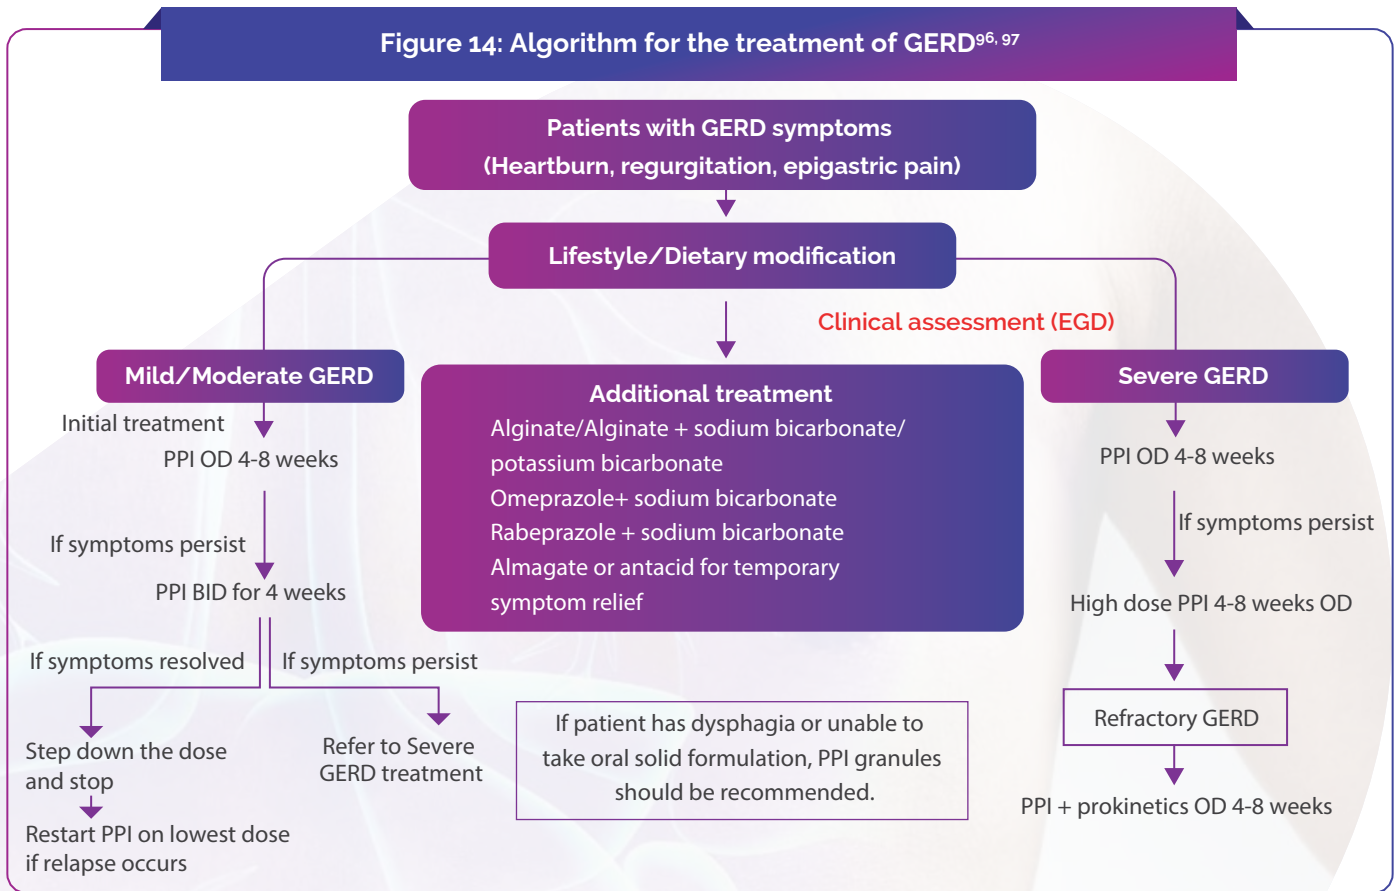 Figure 14: Algorithm for the treatment of GERD96, 97
Patients with GERD symptoms
(Heartburn, regurgitation, epigastric pain)
Lifestyle/Dietary modification
Clinical assessment (EGD)
Mild/Moderate GERD
Initial treatment
PPI OD 4-8 weeks
If symptoms persist
PPI BID for 4 weeks
If symptoms resolved
If symptoms persist
Step down the dose
and stop
Restart PPI on lowest dose
if relapse occurs
Refer to Severe
GERD treatment
Additional treatment
Alginate/Alginate + sodium bicarbonate/
potassium bicarbonate
Omeprazole+ sodium bicarbonate
Rabeprazole + sodium bicarbonate
Almagate or antacid for temporary
symptom relief
If patient has dysphagia or unable to
take oral solid formulation, PPI granules
should be recommended.
Severe GERD
PPI OD 4-8 weeks
If symptoms persist
High dose PPI 4-8 weeks OD
Refractory GERD
PPI + prokinetics OD 4-8 weeks